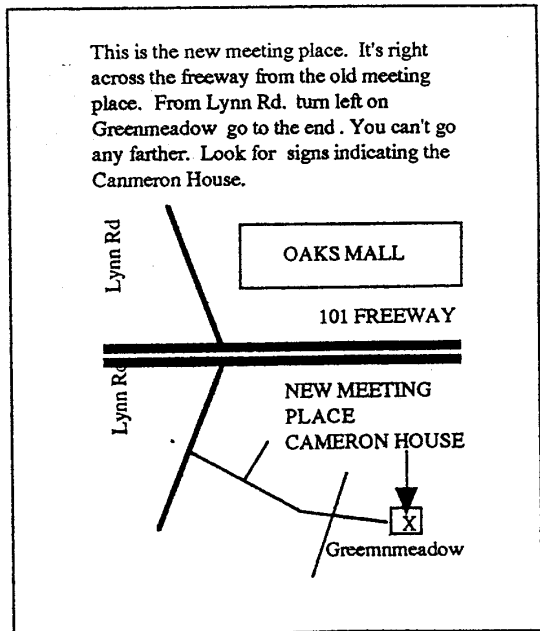 This is the new meeting place. It's right
across the freeway from the old meeting
place. From Lynn Rd. turn left on
Greenmeadow go to the end . You can't go
any farther. Look for signs indicating the
Canmeron House.
Lynn Rd
OAKS MALL
101 FREEWAY
Lynn Rd
NEW MEETING
PLACE
CAMERON HOUSE
X
Greemnmeadow